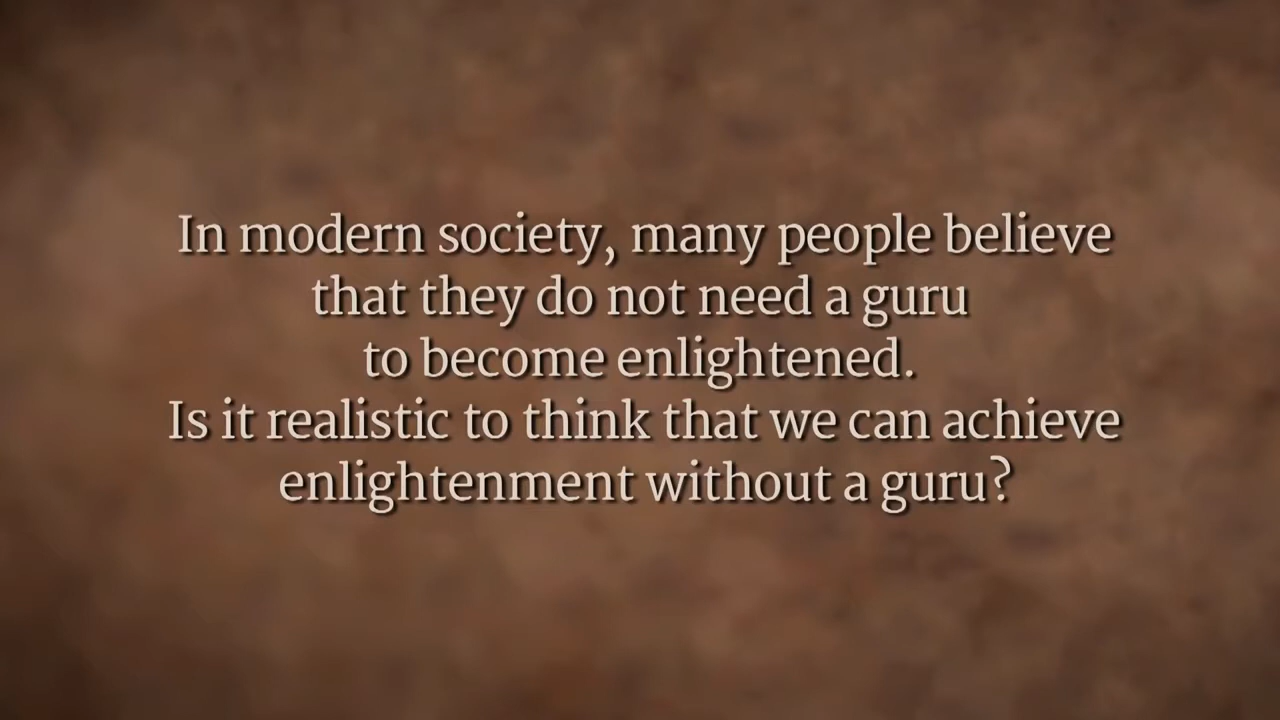 In modern society, many people believe
that they do not need a guru
to become enlightened.
Is it realistic to think that we can achieve
enlightenment without a guru?